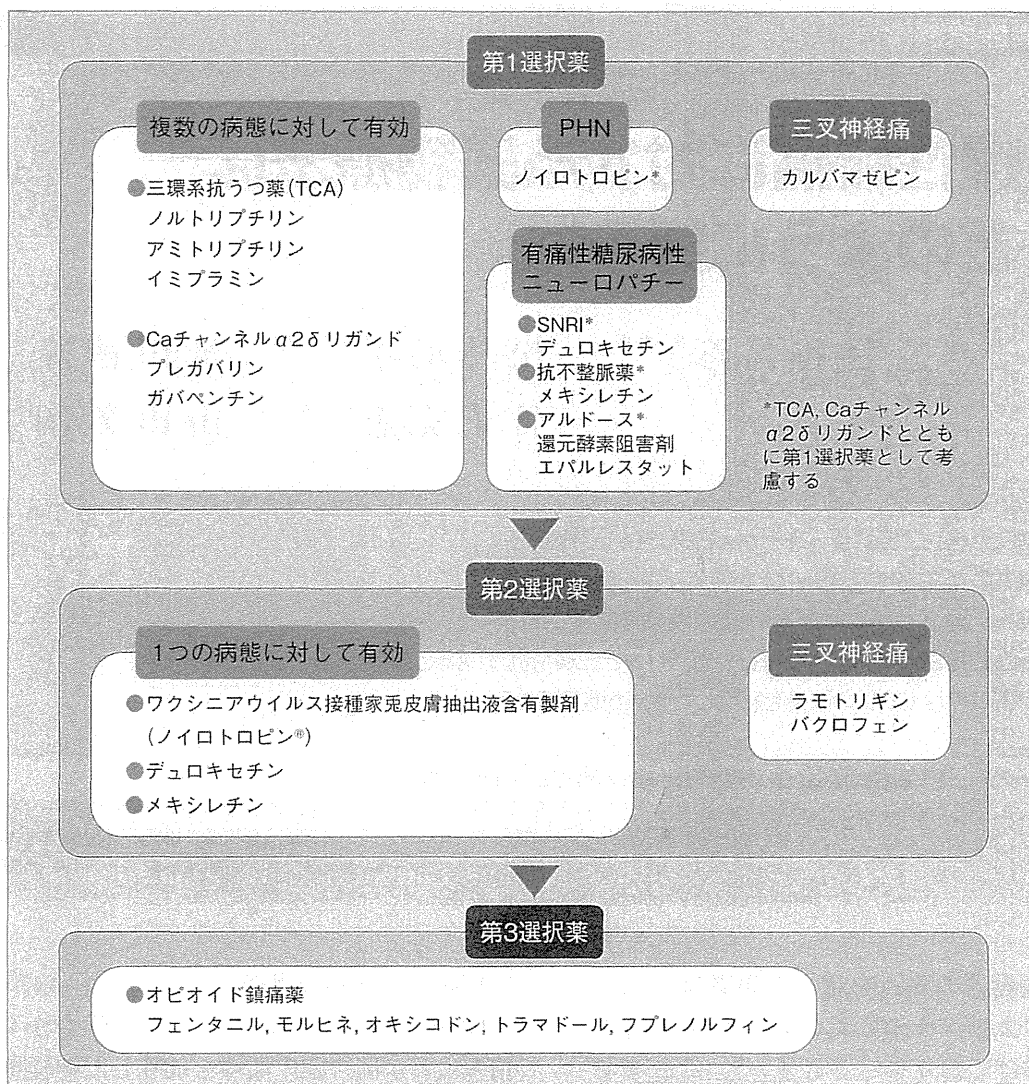 第1選択薬
複数の病態に対して有効
●三環系抗うつ薬(TCA)
ノルトリプチリン
アミトリプチリン
イミプラミン
●Caチャンネルα2δリガンド
プレガバリン
ガバペンチン
PHN
ノイロトロピン*
有痛性糖尿病性
ニューロパチー
●SNRI*
デュロキセチン
●抗不整脈薬*
メキシレチン
●アルドース*
還元酵素阻害剤
エパルレスタット
三叉神経痛
カルバマゼピン
*TCA, Caチャンネル
α2δリガンドととも
に第1選択薬として考
慮する
第2選択薬
1つの病態に対して有効
●ワクシニアウイルス接種家兎皮膚抽出液含有製剤
(ノイロトロピン®)
●デュロキセチン
●メキシレチン
三叉神経痛
ラモトリギン
バクロフェン
第3選択薬
●オピオイド鎮痛薬
フェンタニル, モルヒネ, オキシコドン, トラマドール, フプレノルフィン